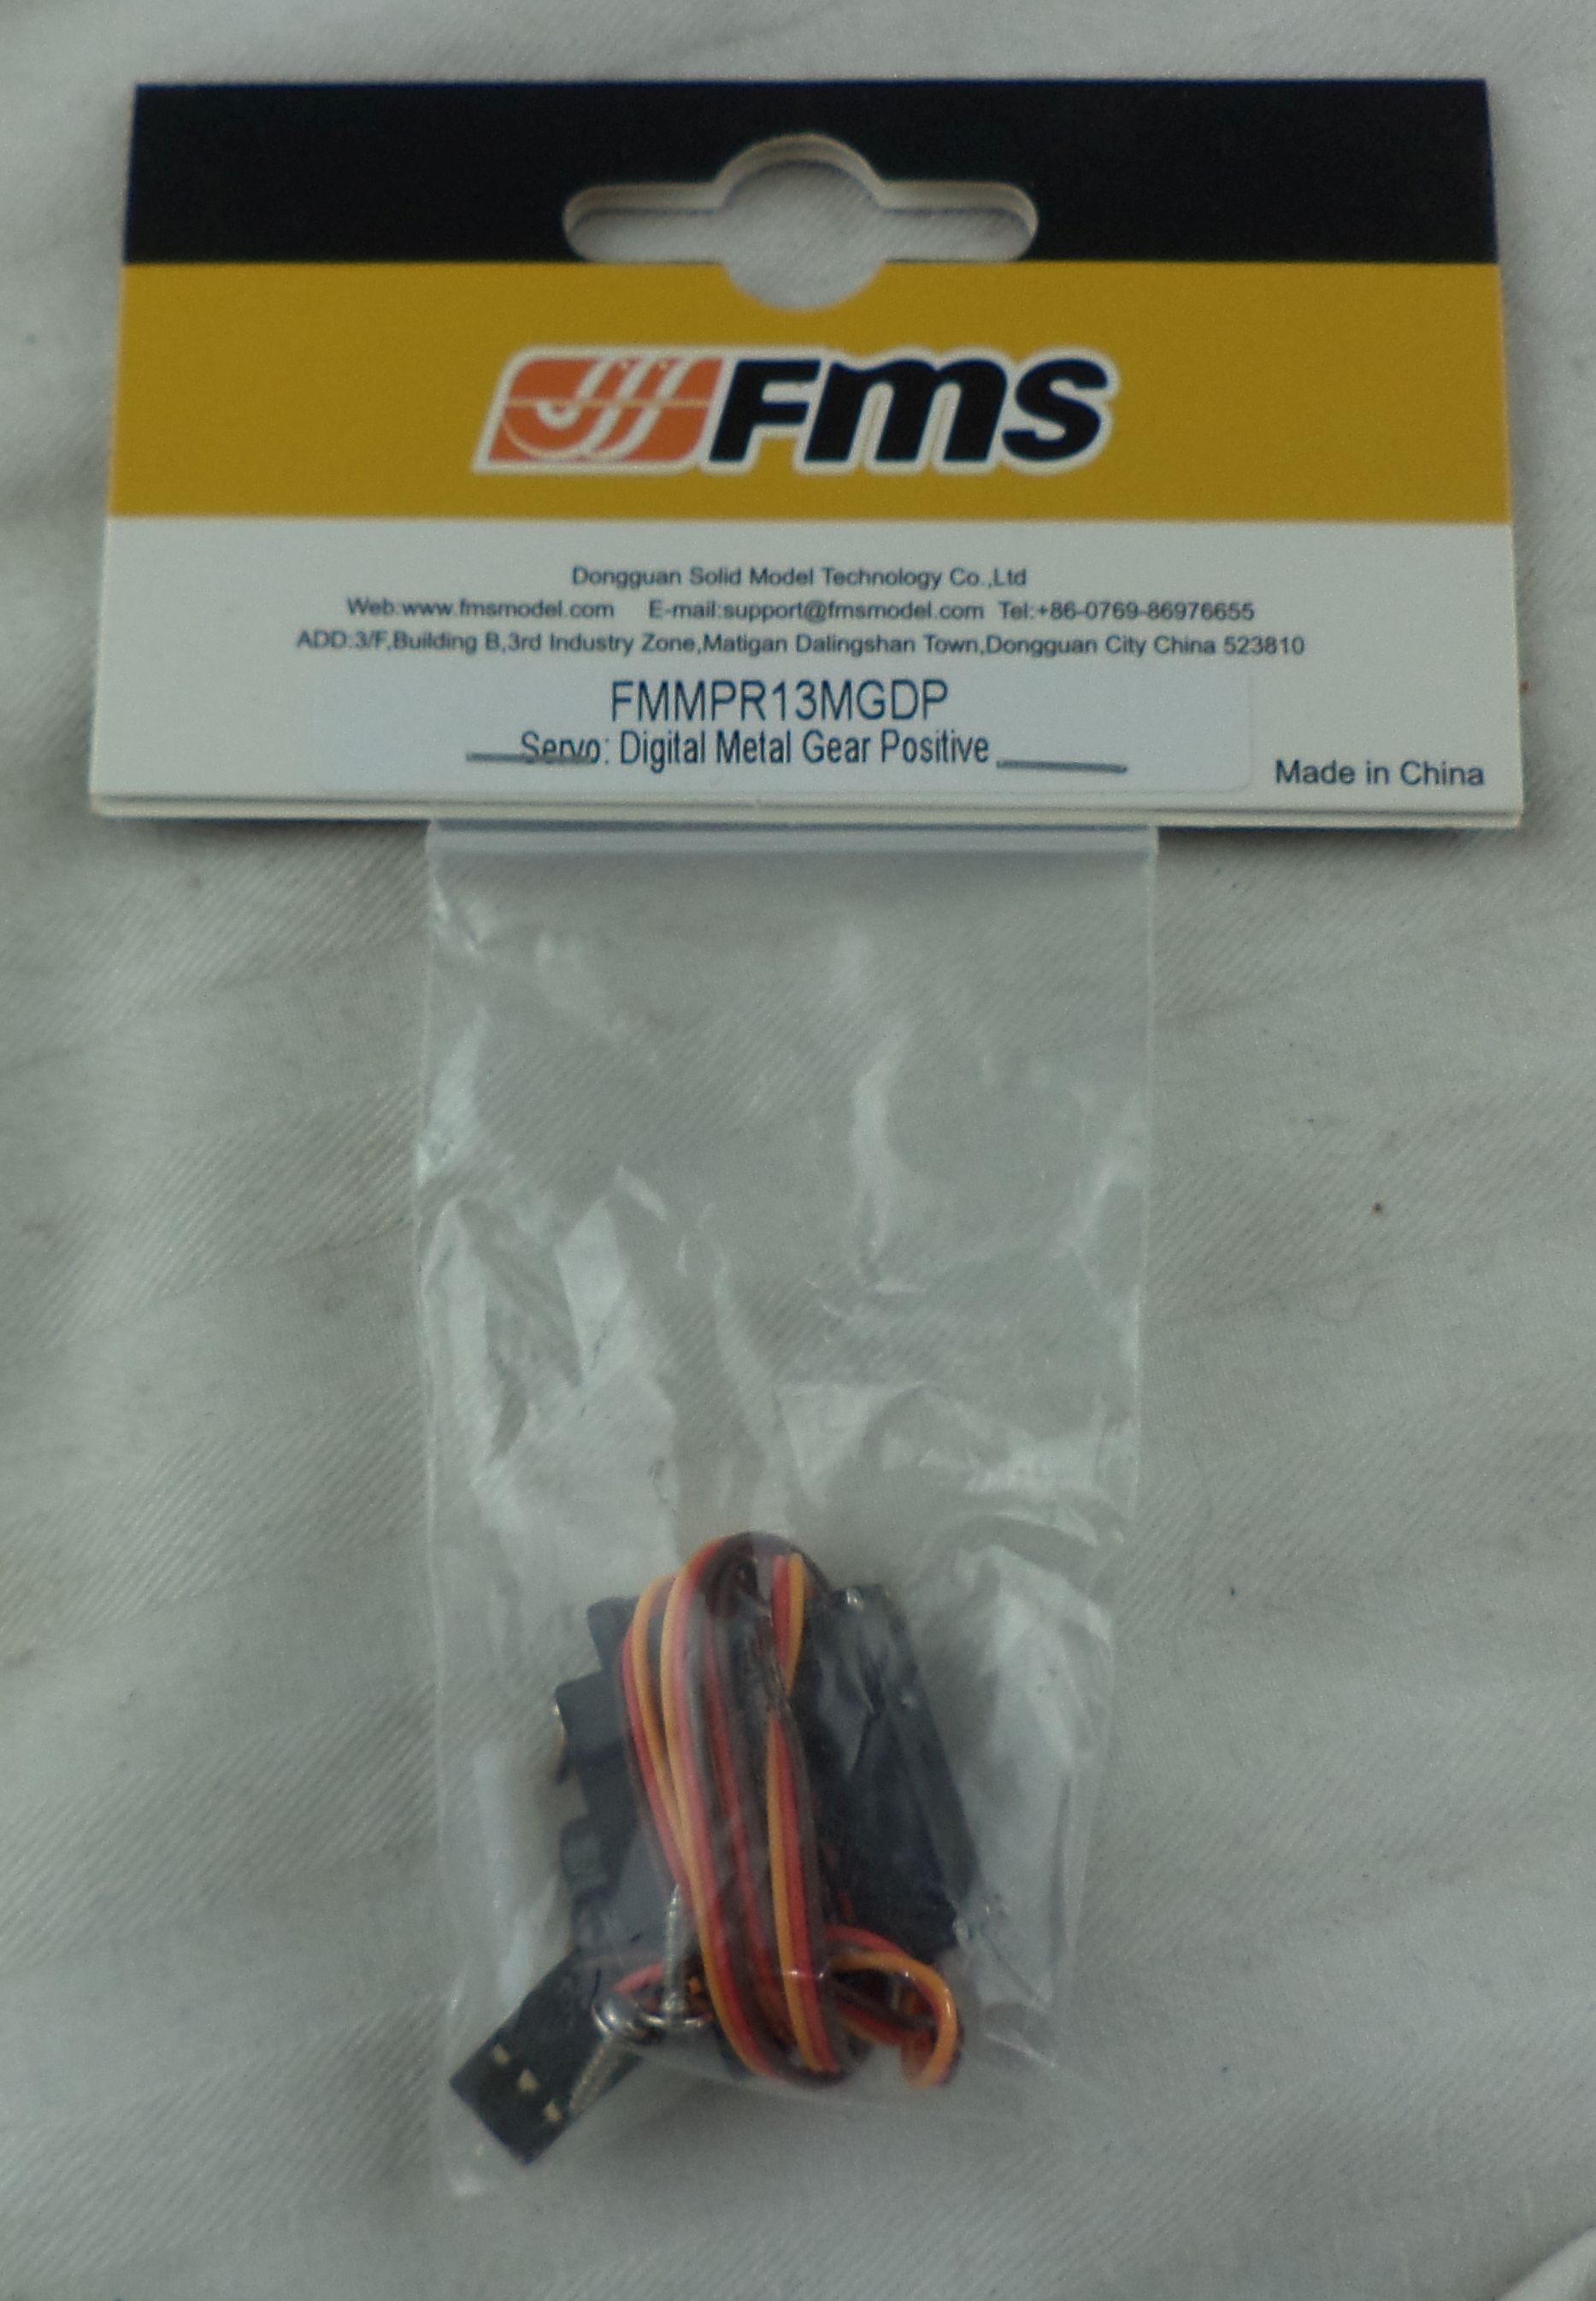 Fms
Dongguan Solid Model Technology Co.,Ltd
Web:www.fmsmodel.com E-mail:support@fmsmodel.com Tel:+86-0769-86976655
ADD:3/F,Building B,3rd Industry Zone,Matigan Dalingshan Town,Dongguan City China 523810
FMMPR13MGDP
Servo: Digital Metal Gear Positive
Made in China